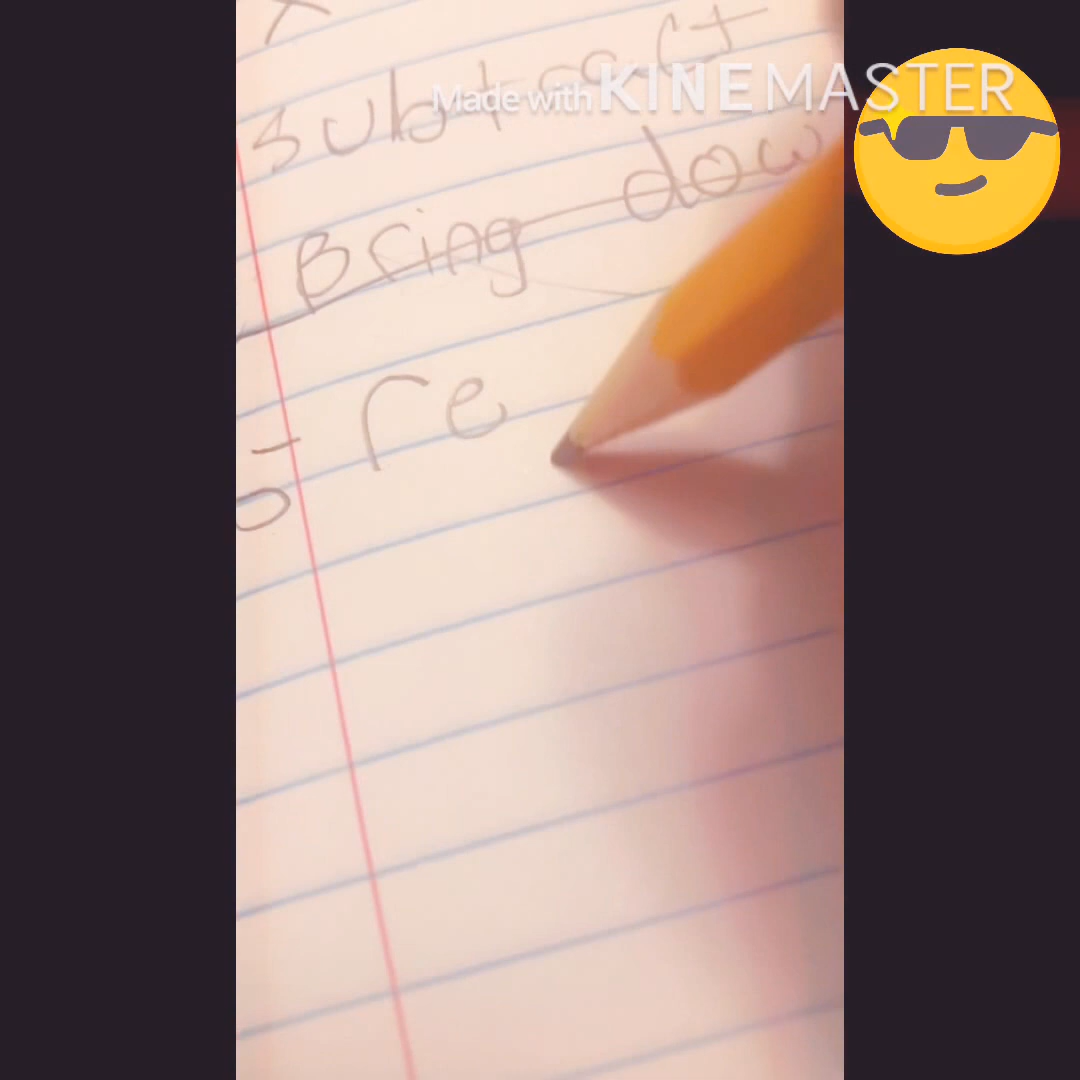 Made with KINEMASTER
x
subtract
Bring dow
- re
o